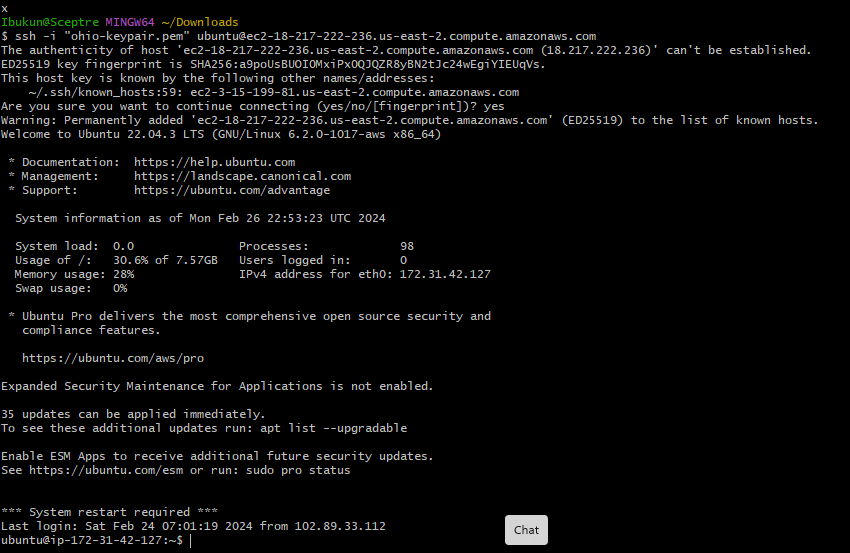 x
Ibukun@Sceptre MINGW64 ~/Downloads
$ ssh -i "ohio-keypair.pem" ubuntu@ec2-18-217-222-236.us-east-2.compute.amazonaws.com
The authenticity of host 'ec2-18-217-222-236.us-east-2.compute.amazonaws.com (18.217.222.236)' can't be established.
ED25519 key fingerprint is SHA256:a9poUsBUOIOMxiPxOQJQZR8yBN2tJc24wEgiYIEUqVs.
This host key is known by the following other names/addresses:
    ~/.ssh/known_hosts:59: ec2-3-15-199-81.us-east-2.compute.amazonaws.com
Are you sure you want to continue connecting (yes/no/[fingerprint])? yes
Warning: Permanently added 'ec2-18-217-222-236.us-east-2.compute.amazonaws.com' (ED25519) to the list of known hosts.
Welcome to Ubuntu 22.04.3 LTS (GNU/Linux 6.2.0-1017-aws x86_64)
 * Documentation:  https://help.ubuntu.com
 * Management:     https://landscape.canonical.com
 * Support:        https://ubuntu.com/advantage
  System information as of Mon Feb 26 22:53:23 UTC 2024
  System load:  0.0               Processes:             98
  Usage of /:   30.6% of 7.57GB   Users logged in:       0
  Memory usage: 28%               IPv4 address for eth0: 172.31.42.127
  Swap usage:   0%
 * Ubuntu Pro delivers the most comprehensive open source security and
   compliance features.
   https://ubuntu.com/aws/pro
Expanded Security Maintenance for Applications is not enabled.
35 updates can be applied immediately.
To see these additional updates run: apt list --upgradable
Enable ESM Apps to receive additional future security updates.
See https://ubuntu.com/esm or run: sudo pro status
*** System restart required ***
Last login: Sat Feb 24 07:01:19 2024 from 102.89.33.112
ubuntu@ip-172-31-42-127:~$
Chat